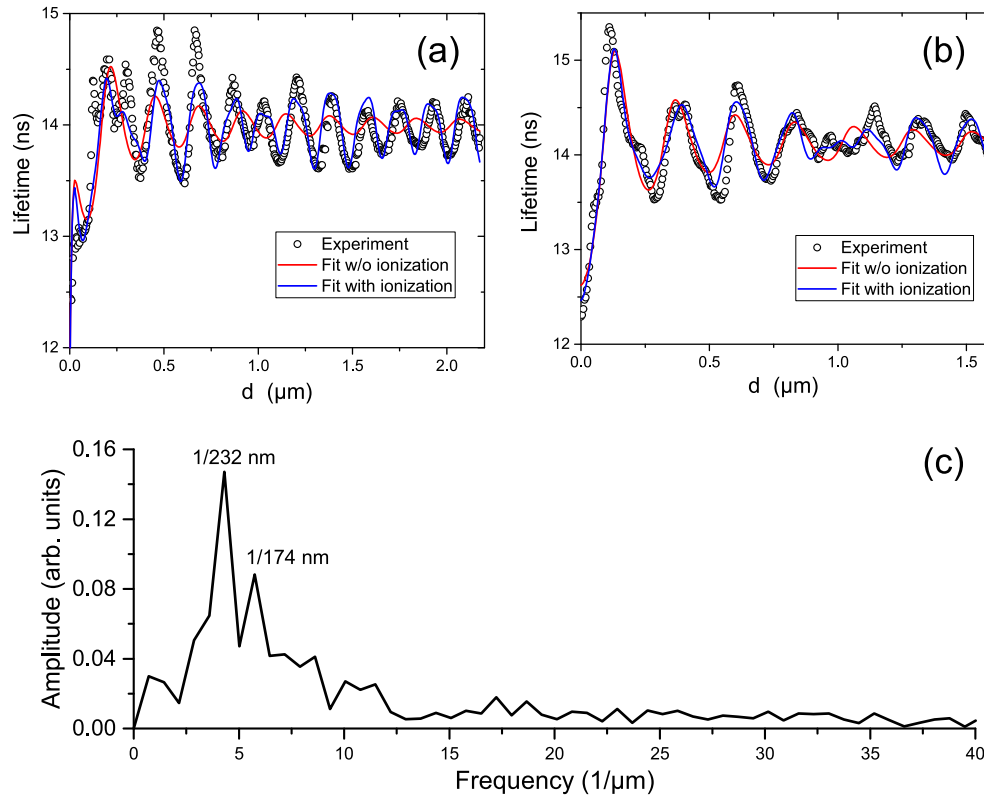 (a)
15
14
13
12
Lifetime (ns)
Experiment
Fit w/o ionization
Fit with ionization
0.0 0.5 1.0 1.5 2.0
d (µm)
(b)
15
14
13
12
Lifetime (ns)
Experiment
Fit w/o ionization
Fit with ionization
0.0 0.5 1.0 1.5
d (µm)
(c)
0.16
0.12
0.08
0.04
0.00
Amplitude (arb. units)
1/232 nm
1/174 nm
0 5 10 15 20 25 30 35 40
Frequency (1/µm)